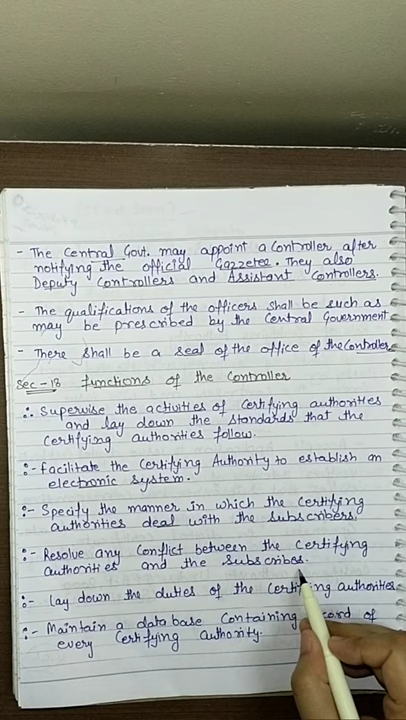 - The Central Govt. may appoint a Controller after
notifying the official Gazzetee. They also
Deputy Controllers and Assistant Controllers.
- The qualifications of the officers shall be such as
may be prescribed by the Central Government
- There shall be a seal of the office of the Controller
Sec - 18 functions of the Controller
∴ Supervise the activities of Certifying authorities
and lay down the standards that the
certifying authorities follow.
:- facilitate the Certifying Authority to establish an
electronic system.
:- Specify the manner in which the certifying
authorities deal with the subscribers.
:- Resolve any Conflict between the certifying
authorities and the subscribes.
:- lay down the duties of the authorities
:- Maintain a data base Containing of
every Certifying authority.